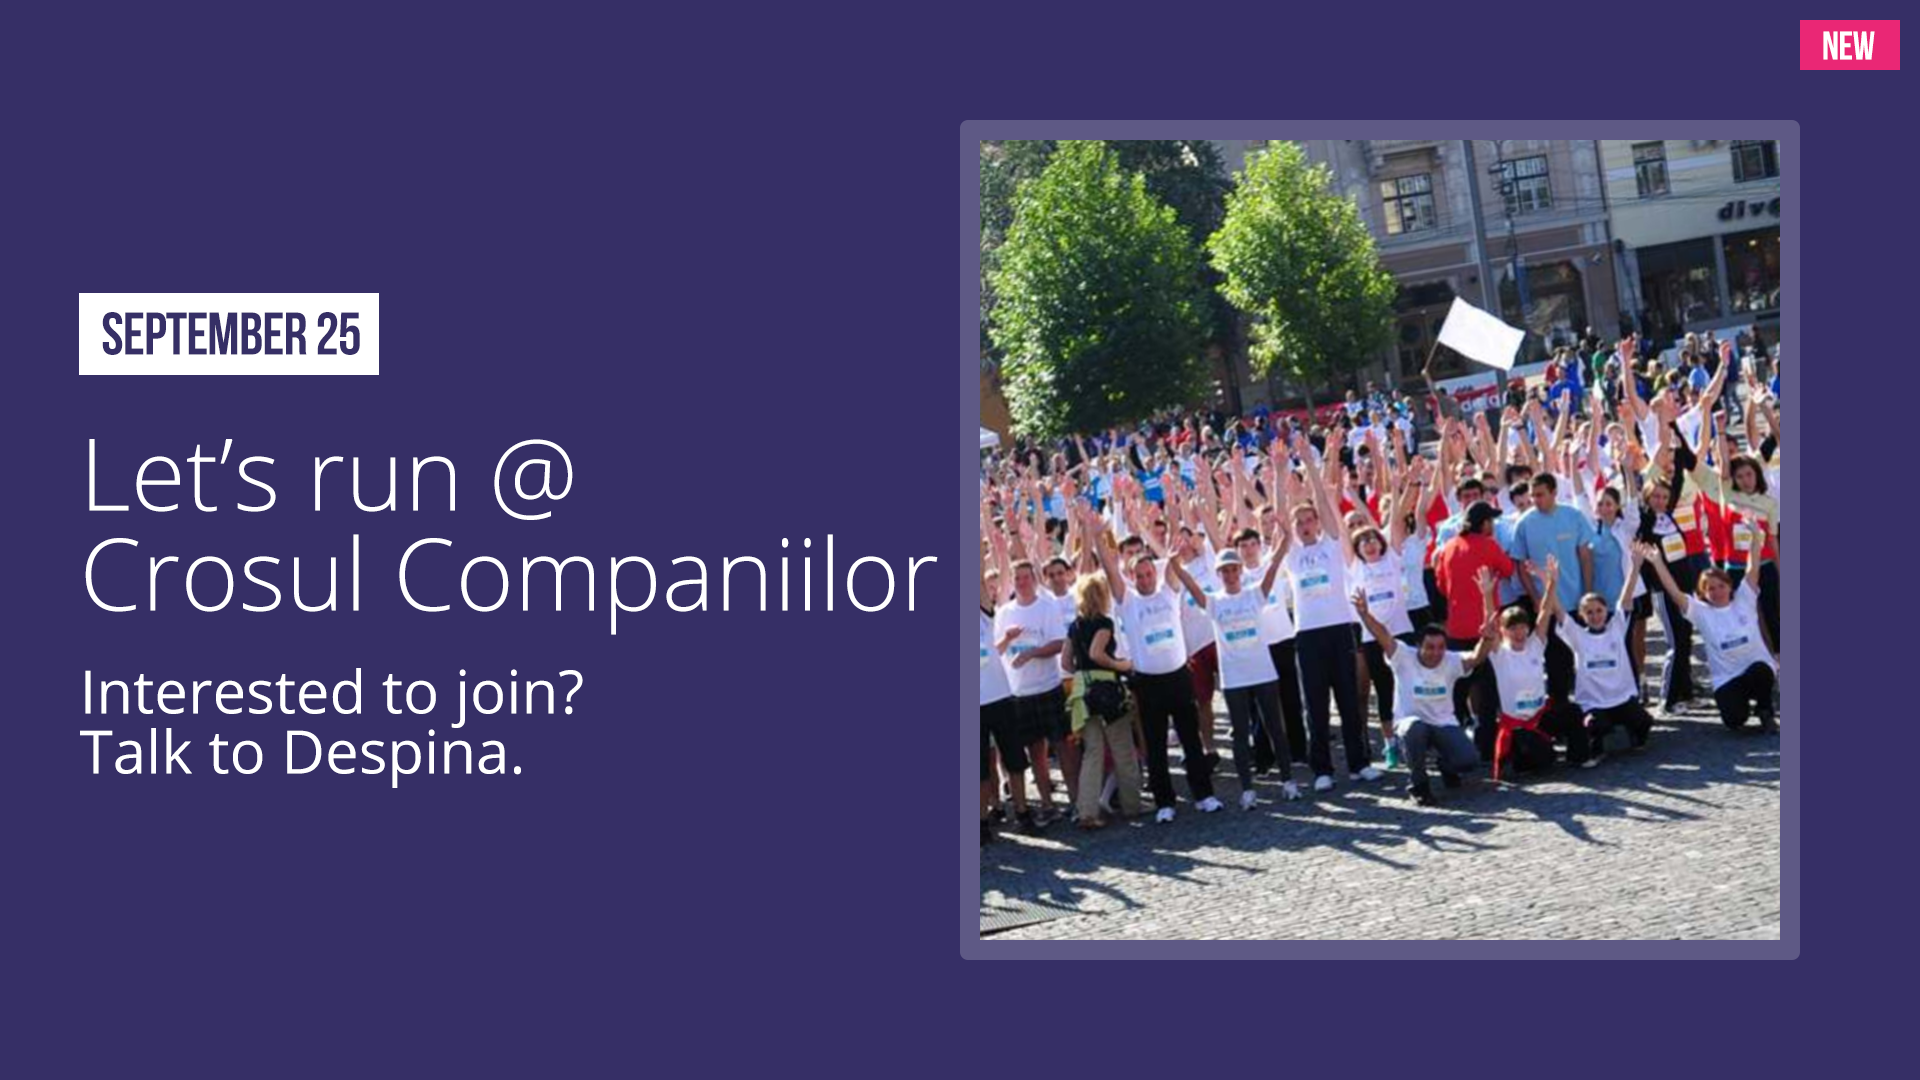 NEW
SEPTEMBER 25
Let’s run @
Crosul Companiilor
Interested to join?
Talk to Despina.